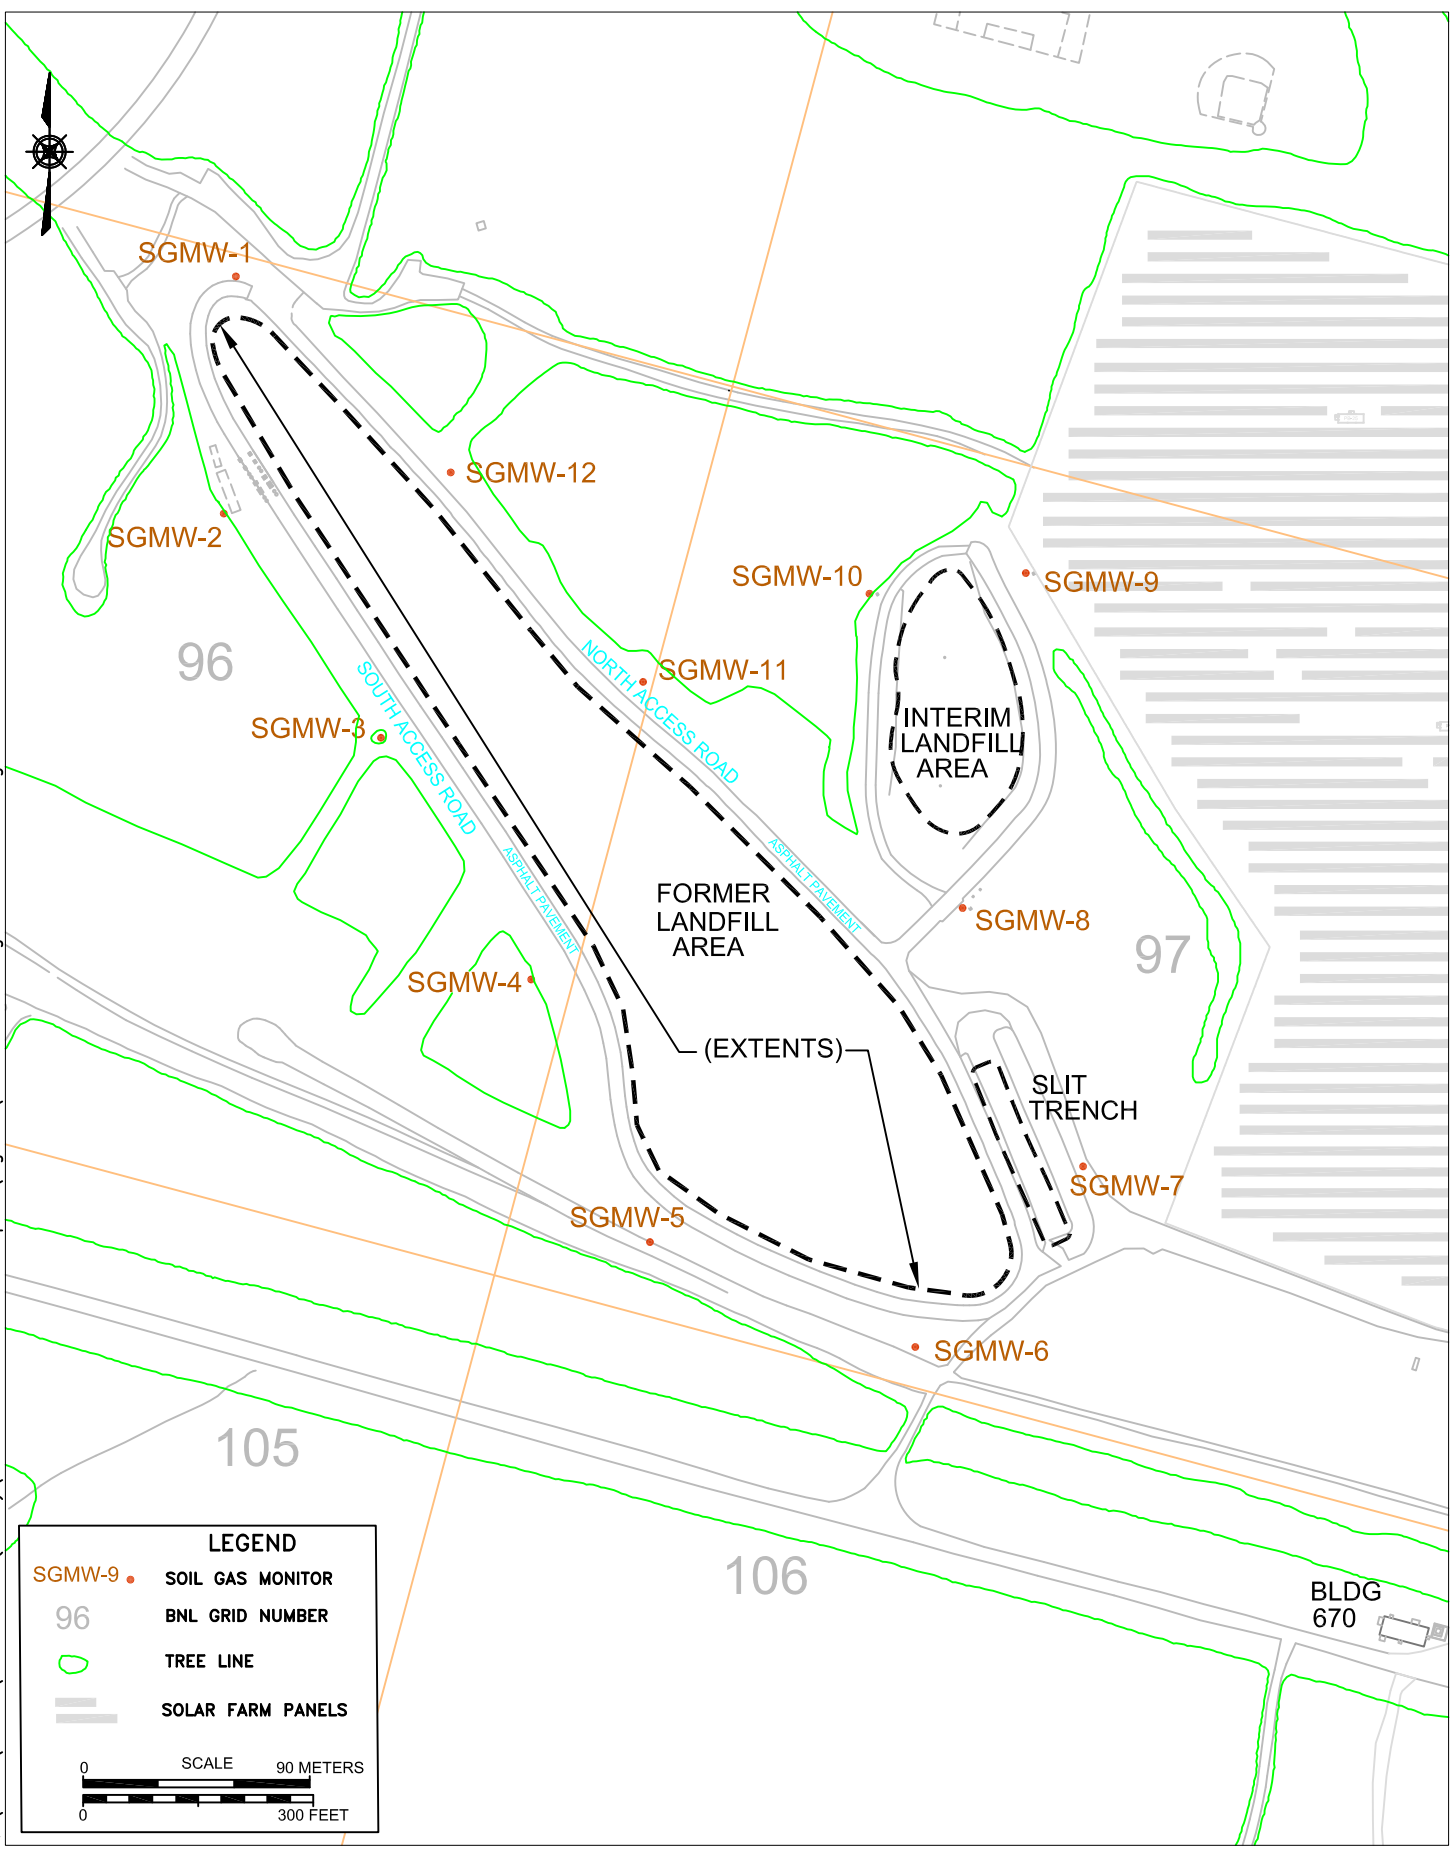 SGMW-1
SGMW-12
SGMW-2
SGMW-10
SGMW-9
96
NORTH ACCESS ROAD
SGMW-11
SOUTH ACCESS ROAD
SGMW-3
INTERIM
LANDFILL
AREA
ASPHALT PAVEMENT
ASPHALT PAVEMENT
FORMER
LANDFILL
AREA
SGMW-8
97
SGMW-4
(EXTENTS)
SLIT
TRENCH
SGMW-7
SGMW-5
SGMW-6
105
106
BLDG
670
LEGEND
SGMW-9 SOIL GAS MONITOR
96 BNL GRID NUMBER
TREE LINE
SOLAR FARM PANELS
0 SCALE 90 METERS
0 300 FEET